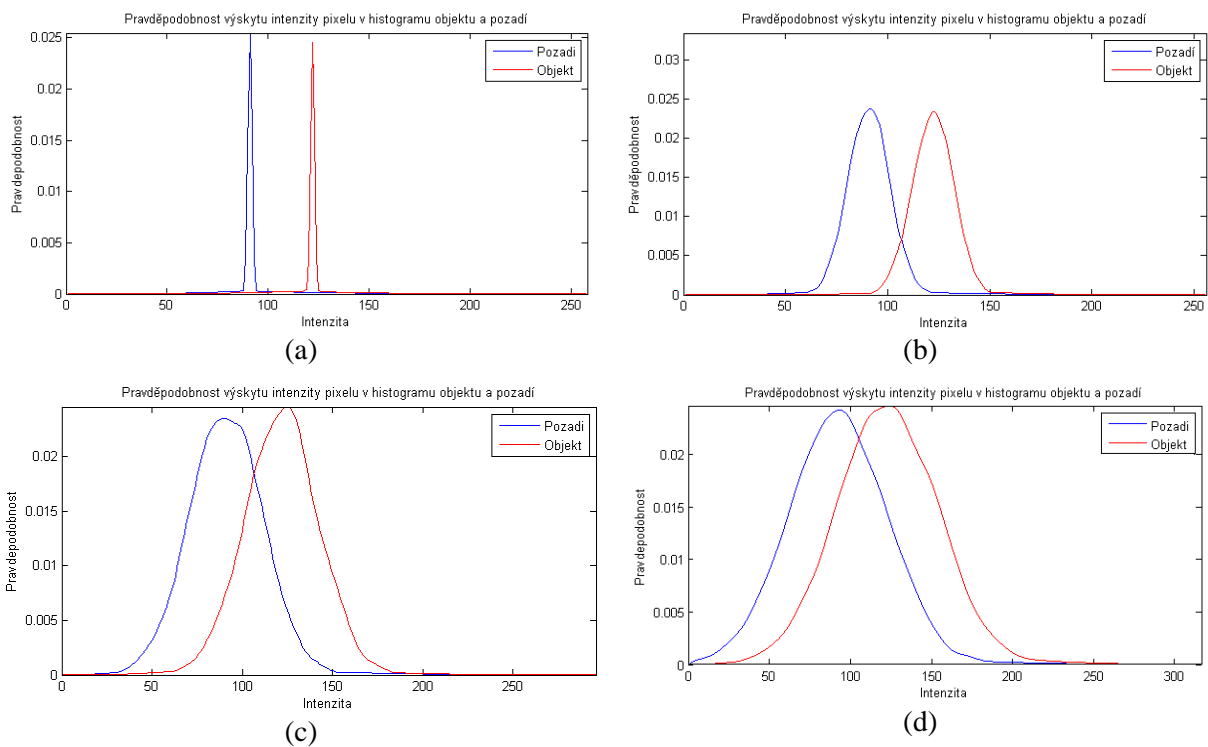 Pravděpodobnost výskytu intenzity pixelu v histogramu objektu a pozadí
Pravdepodobnost
0.025
0.02
0.015
0.01
0.005
0
0 50 100 150 200 250
Intenzita
Pozadi
Objekt
(a)
Pravděpodobnost výskytu intenzity pixelu v histogramu objektu a pozadí
Pravděpodobnost
0.03
0.025
0.02
0.015
0.01
0.005
0
0 50 100 150 200 250
Intenzita
Pozadí
Objekt
(b)
Pravděpodobnost výskytu intenzity pixelu v histogramu objektu a pozadí
Pravdepodobnost
0.02
0.015
0.01
0.005
0
0 50 100 150 200 250
Intenzita
Pozadi
Objekt
(c)
Pravděpodobnost výskytu intenzity pixelu v histogramu objektu a pozadí
Pravdepodobnost
0.02
0.015
0.01
0.005
0
0 50 100 150 200 250 300
Intenzita
Pozadi
Objekt
(d)